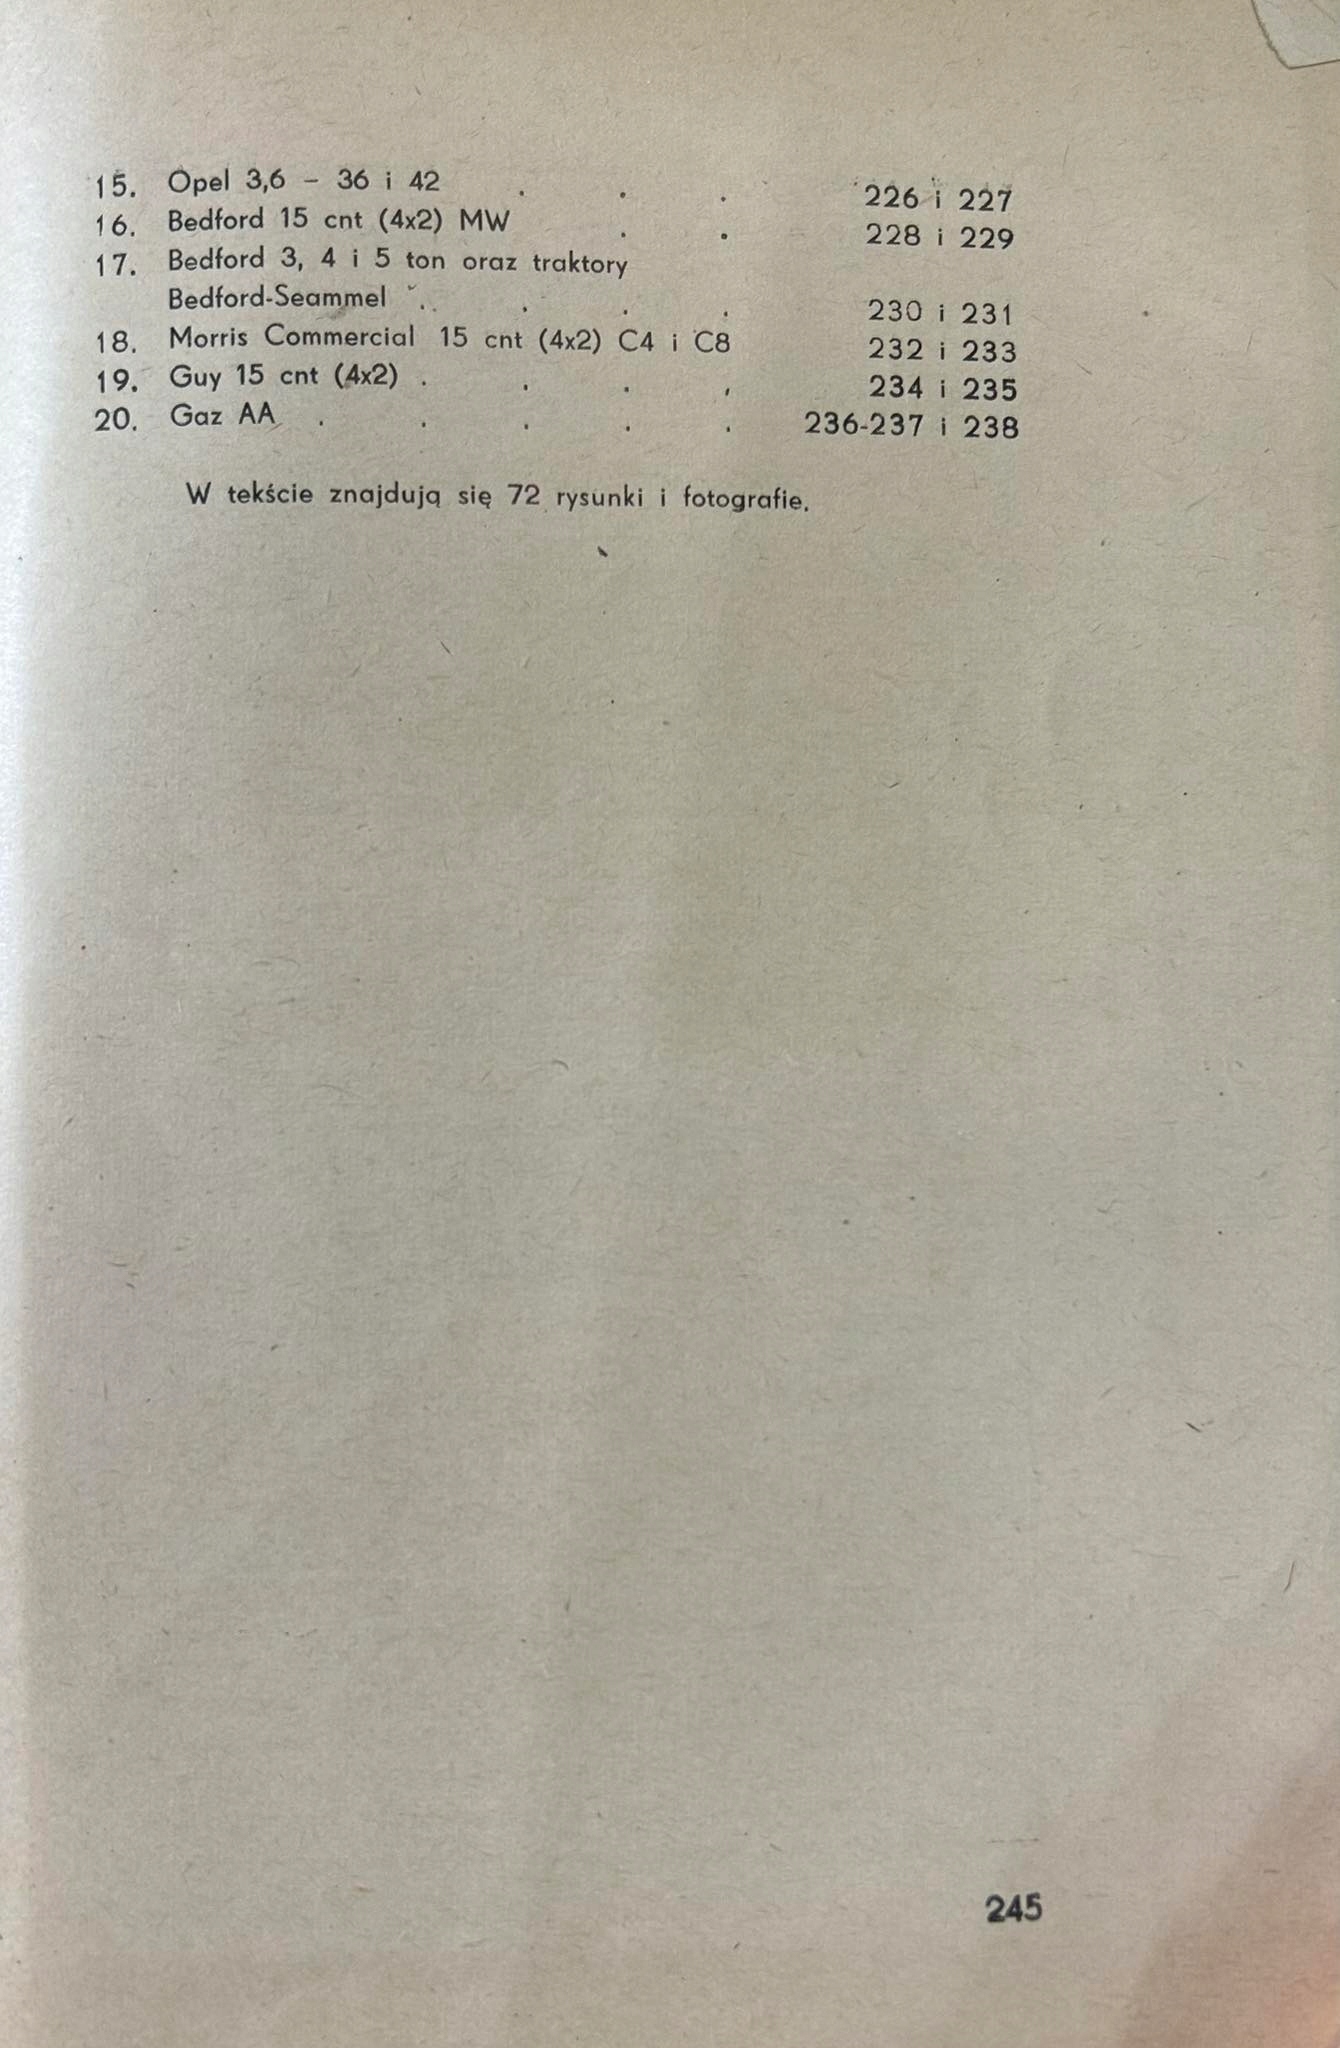 15. Opel 3,6 – 36 i 42 . . . 226 i 227
16. Bedford 15 cnt (4x2) MW . . 228 i 229
17. Bedford 3, 4 i 5 ton oraz traktory
Bedford-Seammel . . . . 230 i 231
18. Morris Commercial 15 cnt (4x2) C4 i C8 232 i 233
19. Guy 15 cnt (4x2) . . . . 234 i 235
20. Gaz AA . . . . . 236-237 i 238
W tekście znajdują się 72 rysunki i fotografie.
245